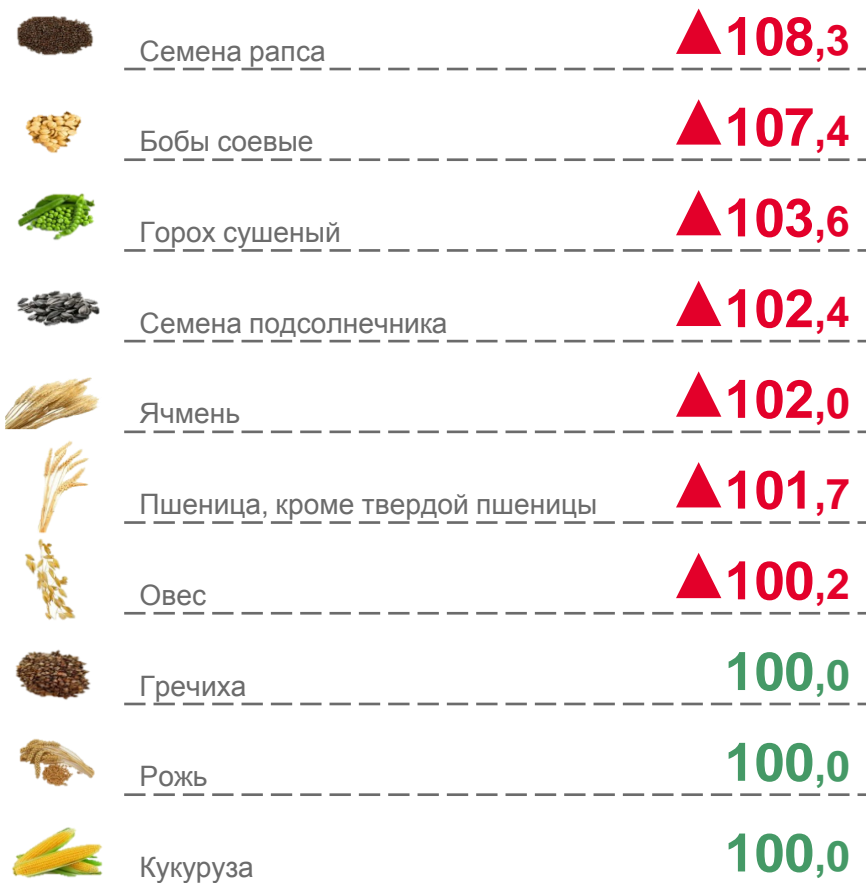 Семена рапса ▲108,3
Бобы соевые ▲107,4
Горох сушеный ▲103,6
Семена подсолнечника ▲102,4
Ячмень ▲102,0
Пшеница, кроме твердой пшеницы ▲101,7
Овес ▲100,2
Гречиха 100,0
Рожь 100,0
Кукуруза 100,0